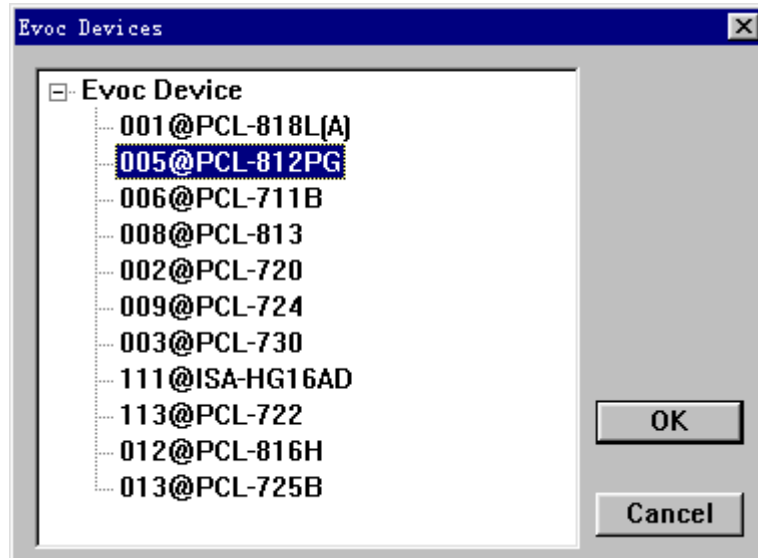 Evoc Devices
Evoc Device
001@PCL-818L(A)
005@PCL-812PG
006@PCL-711B
008@PCL-813
002@PCL-720
009@PCL-724
003@PCL-730
111@ISA-HG16AD
113@PCL-722
012@PCL-816H
013@PCL-725B
OK
Cancel